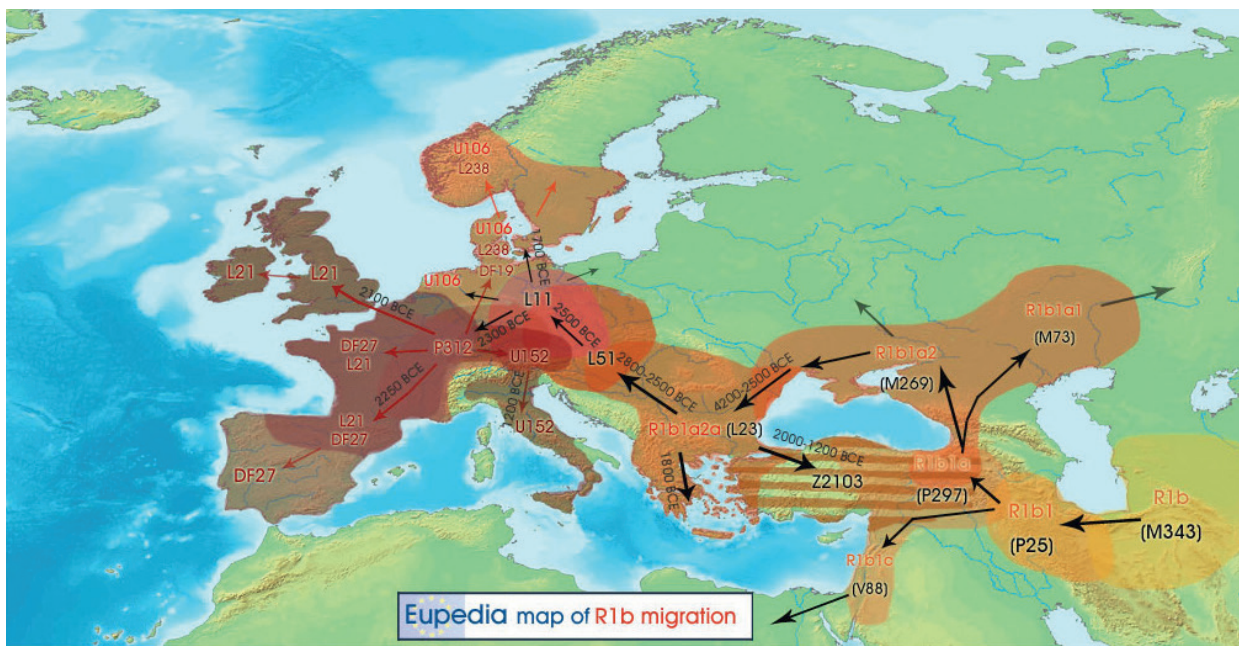 U106
L238
U106
L238
DF19
U106
1700 BCE
L21
L21
2100 BCE
L11
2500 BCE
2300 BCE
P312
DF27
L21
U152
L51
2250 BCE
U152
L21
DF27
DF27
2800-2500 BCE
4200-2500 BCE
R1b1a2
(M269)
R1b1a1
(M73)
R1b1a2a (L23)
1800 BCE
2000-1200 BCE
Z2103
R1b1a
(P297)
R1b1
(P25)
R1b
(M343)
R1b1c
(V88)
Eupedia map of R1b migration